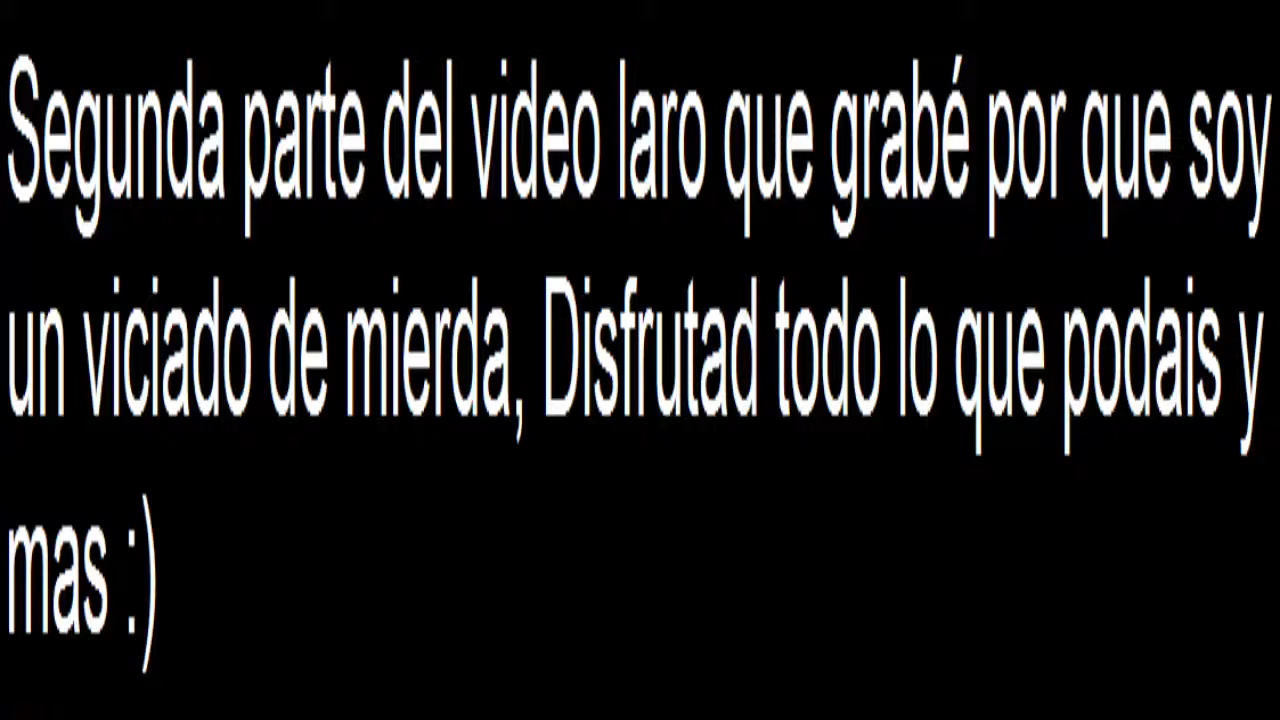 Segunda parte del video laro que grabé por que soy
un viciado de mierda, Disfrutad todo lo que podais y
mas :)